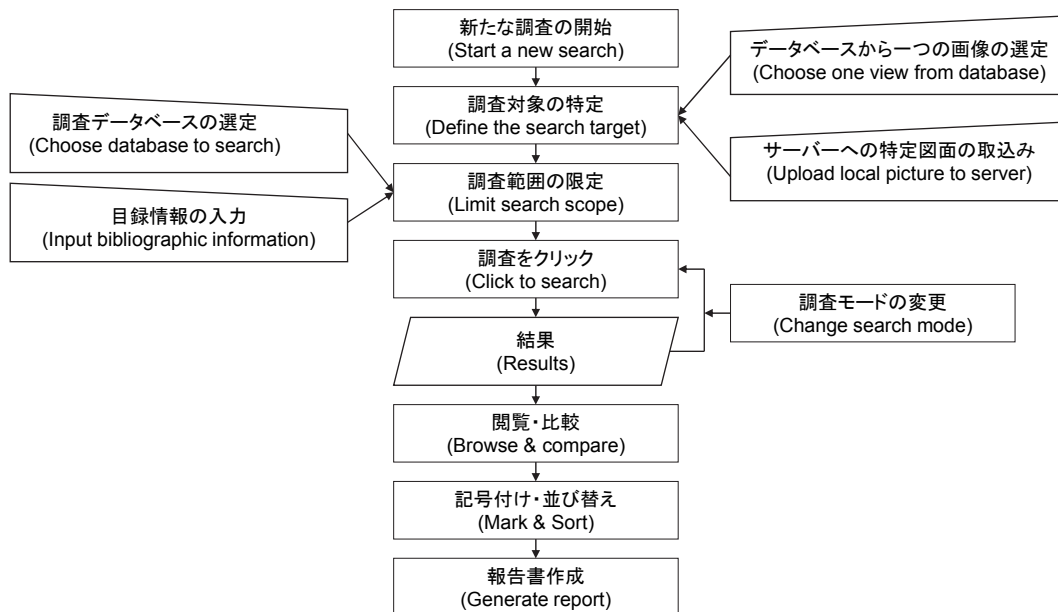 新たな調査の開始
(Start a new search)
データベースから一つの画像の選定
(Choose one view from database)
調査対象の特定
(Define the search target)
調査データベースの選定
(Choose database to search)
サーバーへの特定図面の取込み
(Upload local picture to server)
調査範囲の限定
(Limit search scope)
目録情報の入力
(Input bibliographic information)
調査をクリック
(Click to search)
調査モードの変更
(Change search mode)
結果
(Results)
閲覧・比較
(Browse & compare)
記号付け・並び替え
(Mark & Sort)
報告書作成
(Generate report)